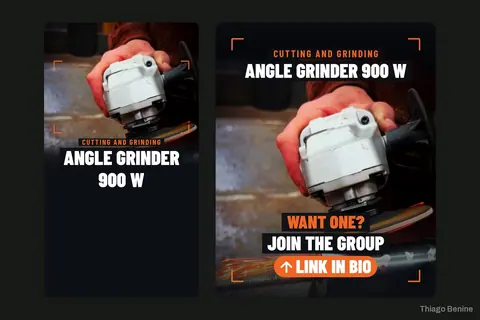 CUTTING AND GRINDING
ANGLE GRINDER
900 W
CUTTING AND GRINDING
ANGLE GRINDER 900 W
WANT ONE?
JOIN THE GROUP
↑ LINK IN BIO
Thiago Benine